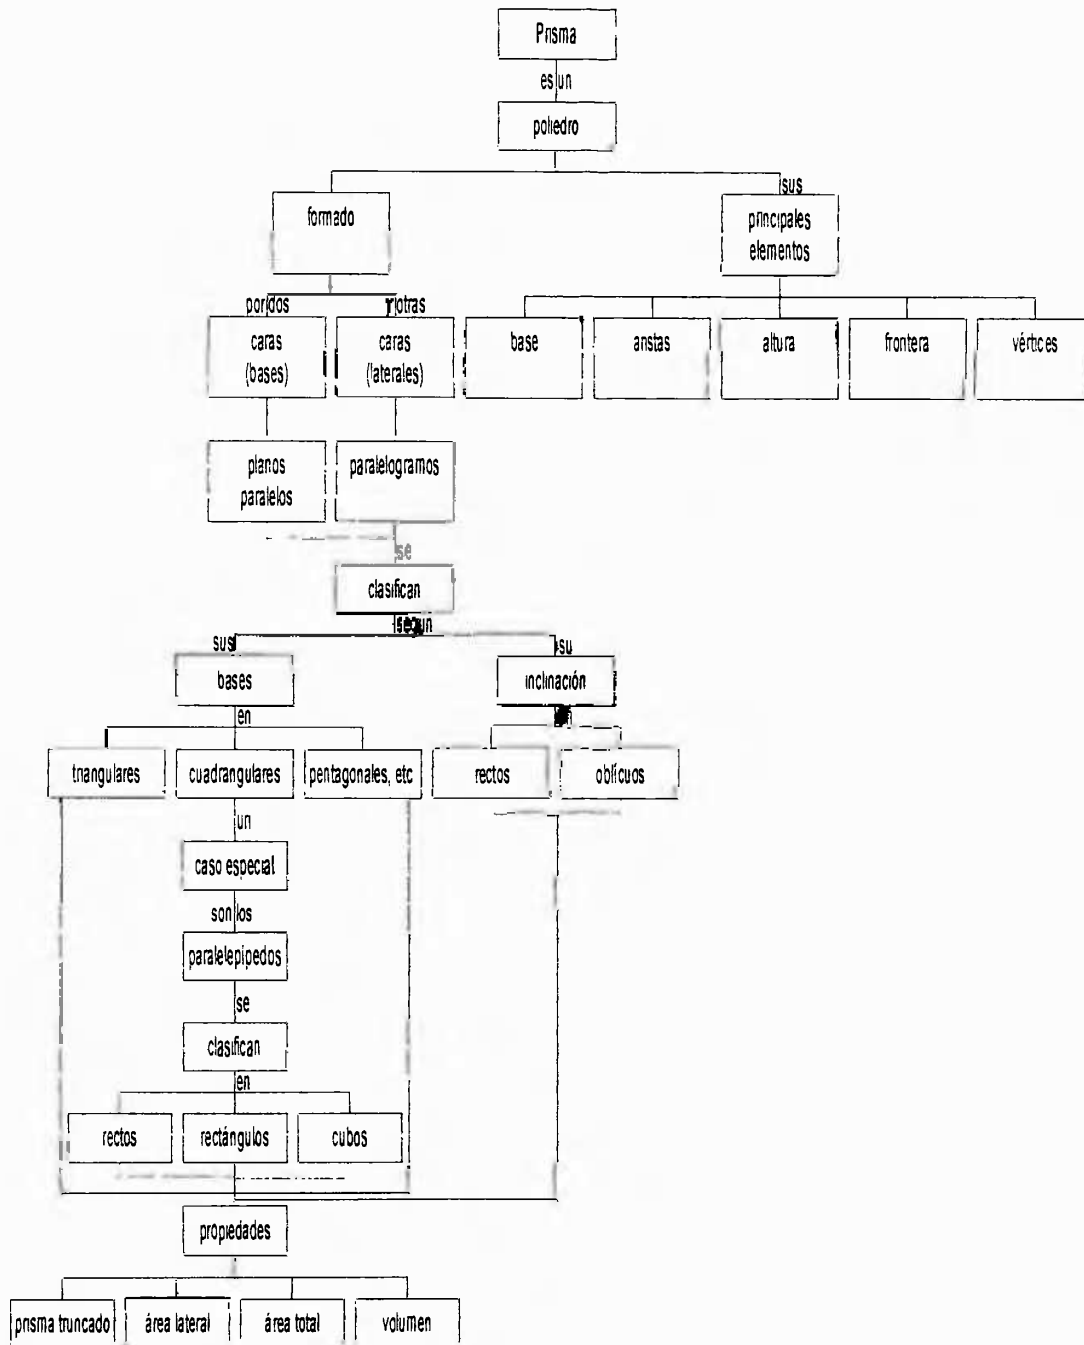 Prisma
es un
poliedro
sus
formado
principales
elementos
por dos
y otras
caras
(bases)
caras
(laterales)
base
aristas
altura
frontera
vértices
planos
paralelos
paralelogramos
se
clasifican
segun
sus
su
bases
inclinación
en
triangulares
cuadrangulares
pentagonales, etc
rectos
oblícuos
un
caso especial
son los
paralelepípedos
se
clasifican
en
rectos
rectángulos
cubos
propiedades
prisma truncado
área lateral
área total
volumen